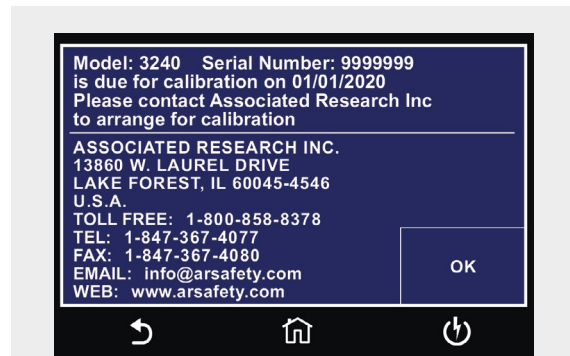 Model: 3240 Serial Number: 9999999
is due for calibration on 01/01/2020
Please contact Associated Research Inc
to arrange for calibration
ASSOCIATED RESEARCH INC.
13860 W. LAUREL DRIVE
LAKE FOREST, IL 60045-4546
U.S.A.
TOLL FREE: 1-800-858-8378
TEL: 1-847-367-4077
FAX: 1-847-367-4080
EMAIL: info@arsafety.com
WEB: www.arsafety.com
OK